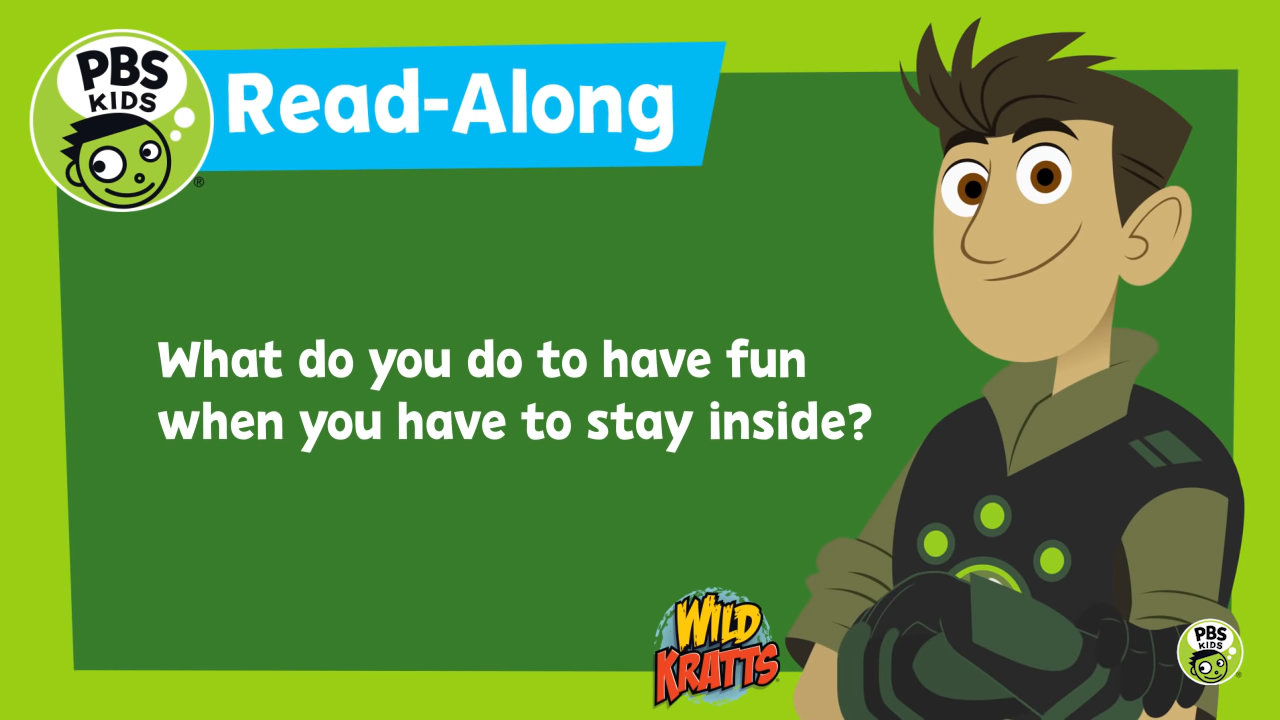 PBS
KIDS
®
Read-Along
What do you do to have fun
when you have to stay inside?
WILD
KRATTS
PBS
KIDS